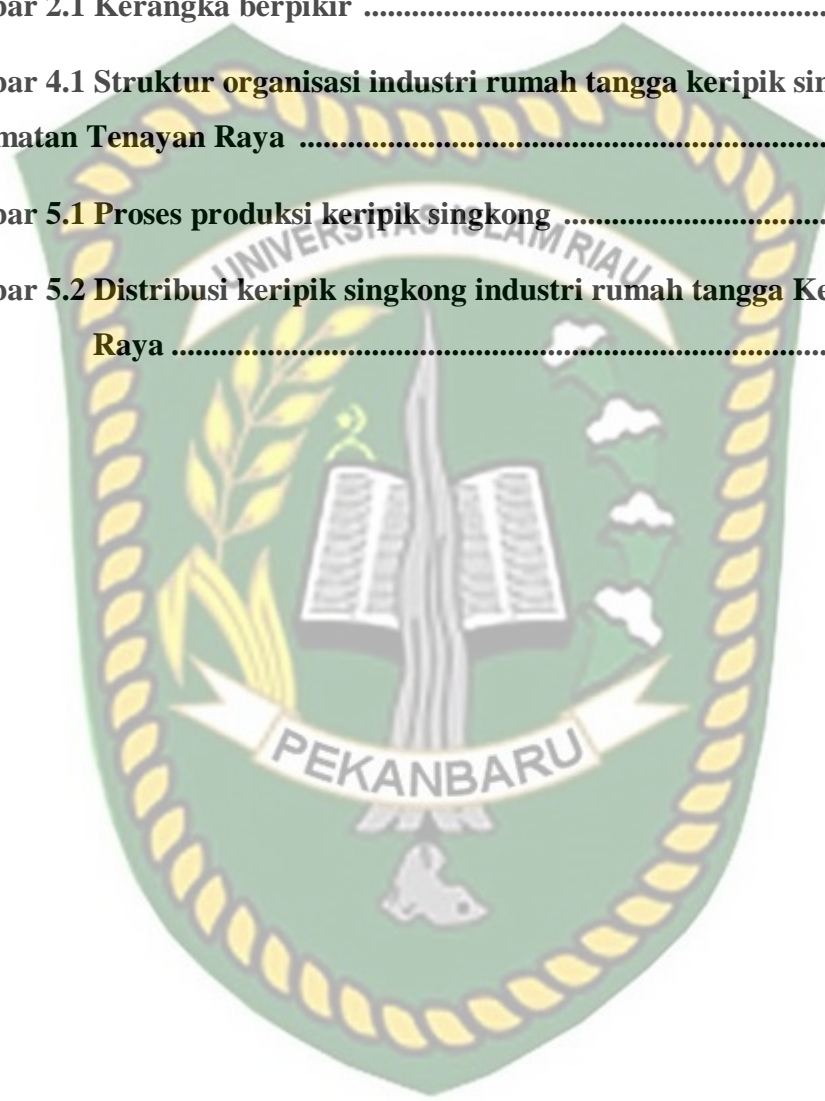 bar 2.1 Kerangka berpikir ........................................................................
bar 4.1 Struktur organisasi industri rumah tangga keripik sin
matan Tenayan Raya ........................................................................
bar 5.1 Proses produksi keripik singkong ............................................
UNIVERSITAS ISLAM RIAU
bar 5.2 Distribusi keripik singkong industri rumah tangga Ke
Raya ........................................................................
PEKANBARU